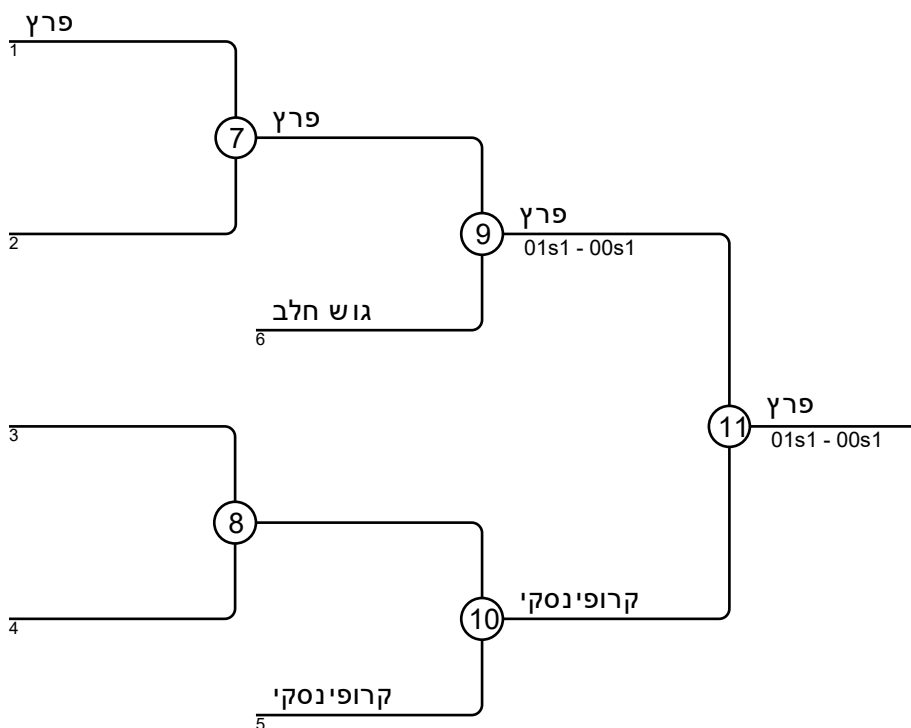 פרץ
1
7
פרץ
2
9
פרץ
01s1 - 00s1
גוש חלב
6
3
11
פרץ
01s1 - 00s1
8
4
10
קרופינסקי
קרופינסקי
5